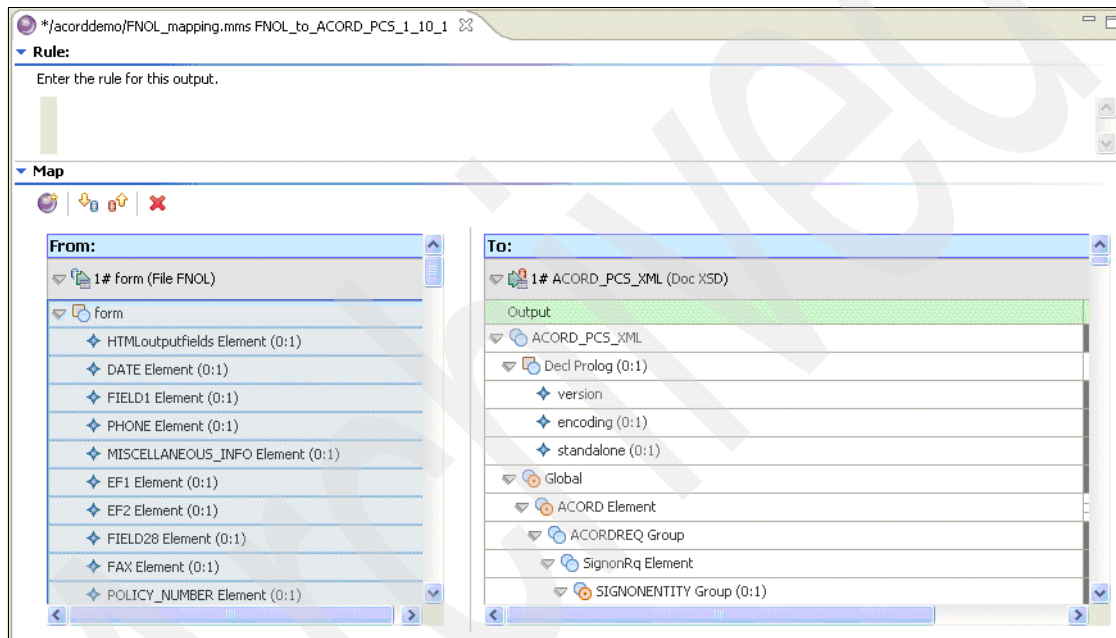 */acorddemo/FNOL_mapping.mms FNOL_to_ACORD_PCS_1_10_1
Rule:
Enter the rule for this output.
Map
From:
1# form (File FNOL)
form
HTMLoutputfields Element (0:1)
DATE Element (0:1)
FIELD1 Element (0:1)
PHONE Element (0:1)
MISCELLANEOUS_INFO Element (0:1)
EF1 Element (0:1)
EF2 Element (0:1)
FIELD28 Element (0:1)
FAX Element (0:1)
POLICY_NUMBER Element (0:1)
To:
1# ACORD_PCS_XML (Doc XSD)
Output
ACORD_PCS_XML
Decl Prolog (0:1)
version
encoding (0:1)
standalone (0:1)
Global
ACORD Element
ACORDREQ Group
SignonRq Element
SIGNONENTITY Group (0:1)